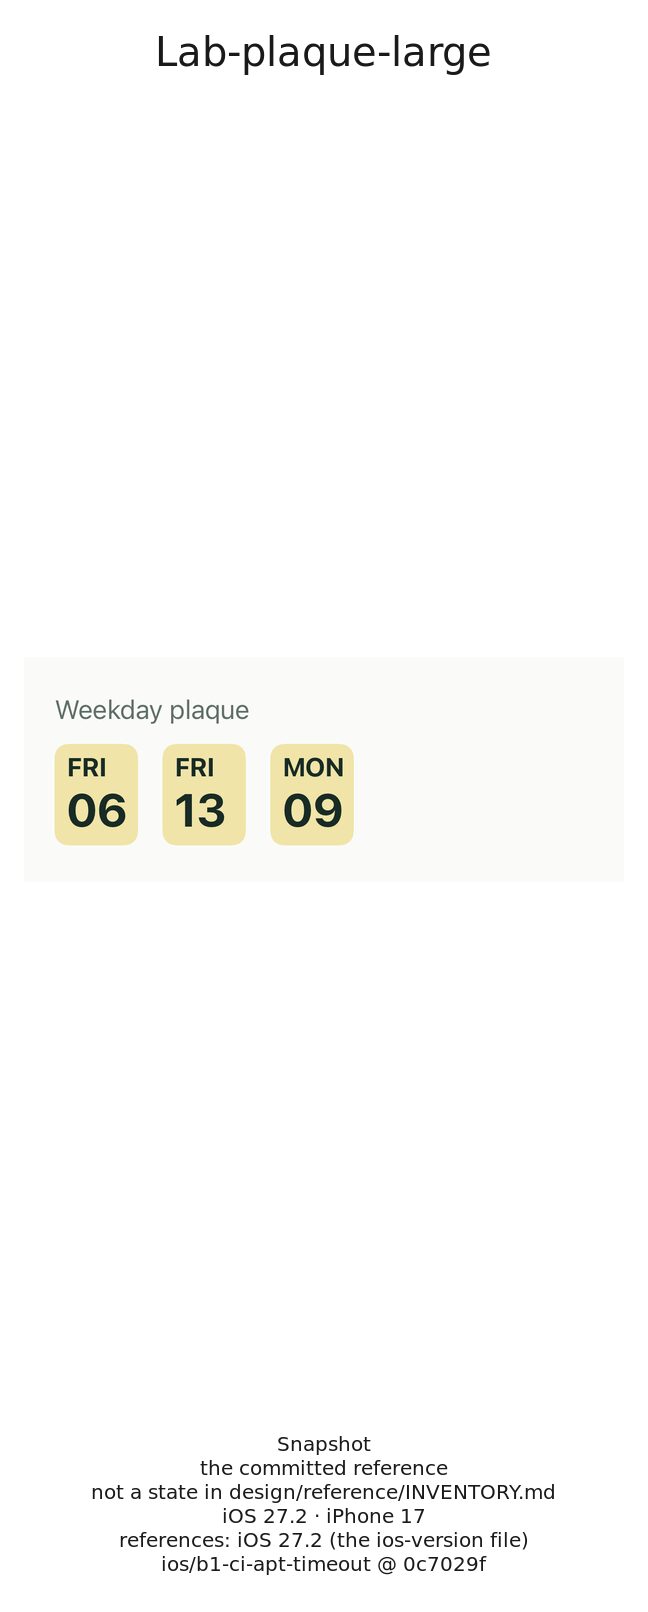 Lab-plaque-large
Weekday plaque
FRI FRI MON
06 13 09
Snapshot
the committed reference
not a state in design/reference/INVENTORY.md
iOS 27.2 · iPhone 17
references: iOS 27.2 (the ios-version file)
ios/b1-ci-apt-timeout @ 0c7029f